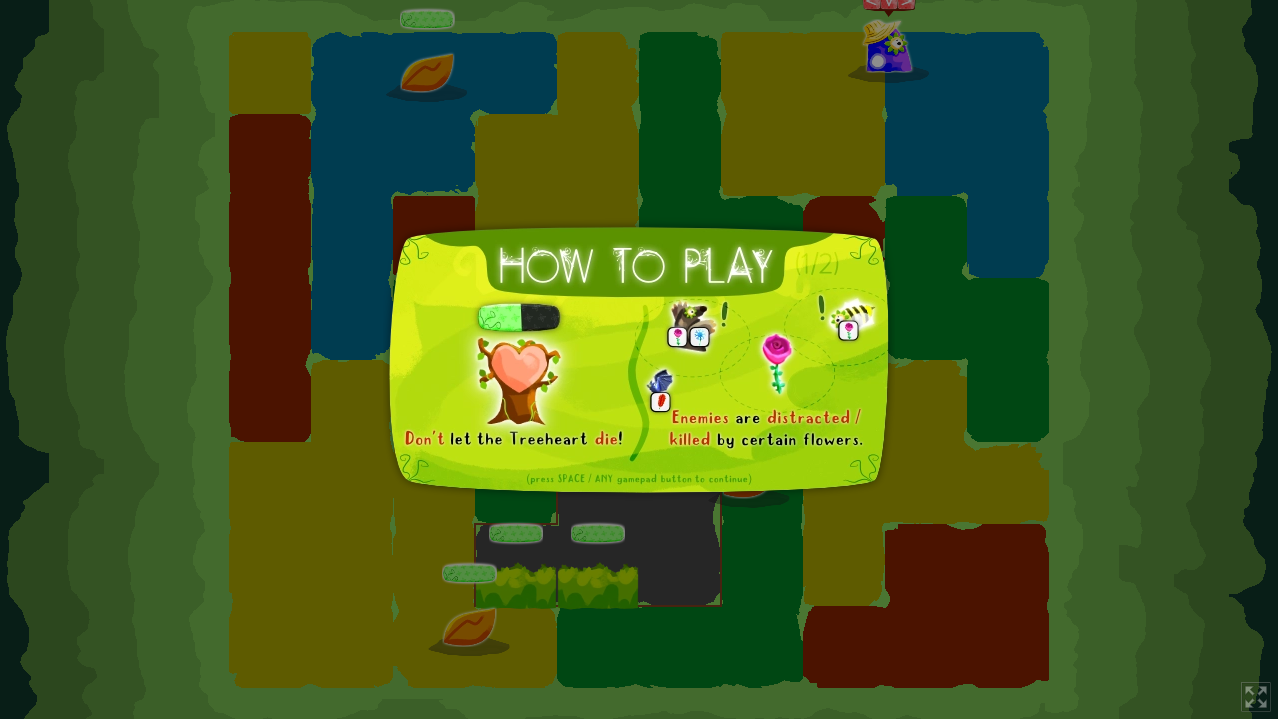 HOW TO PLAY (1/2)
!
!
Don't let the Treeheart die!
Enemies are distracted /
killed by certain flowers.
(press SPACE / ANY gamepad button to continue)